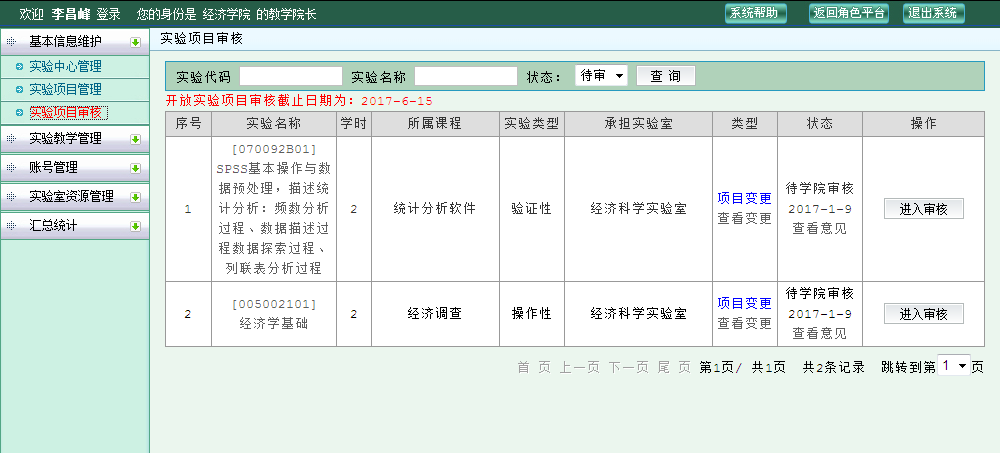 欢迎 李昌峰 登录 您的身份是 经济学院 的教学院长
系统帮助 返回角色平台 退出系统
基本信息维护
实验中心管理
实验项目管理
实验项目审核
实验教学管理
账号管理
实验室资源管理
汇总统计
实验项目审核
实验代码 实验名称 状态： 待审 查 询
开放实验项目审核截止日期为：2017-6-15
序号 实验名称 学时 所属课程 实验类型 承担实验室 类型 状态 操作
1
[070092B01]
SPSS基本操作与数
据预处理，描述统
计分析：频数分析
过程、数据描述过
程数据探索过程、
列联表分析过程
2 统计分析软件 验证性 经济科学实验室
项目变更
查看变更
待学院审核
2017-1-9
查看意见
进入审核
2
[005002101]
经济学基础
2 经济调查 操作性 经济科学实验室
项目变更
查看变更
待学院审核
2017-1-9
查看意见
进入审核
首 页 上一页 下一页 尾 页 第1页/ 共1页 共2条记录 跳转到第 1 页